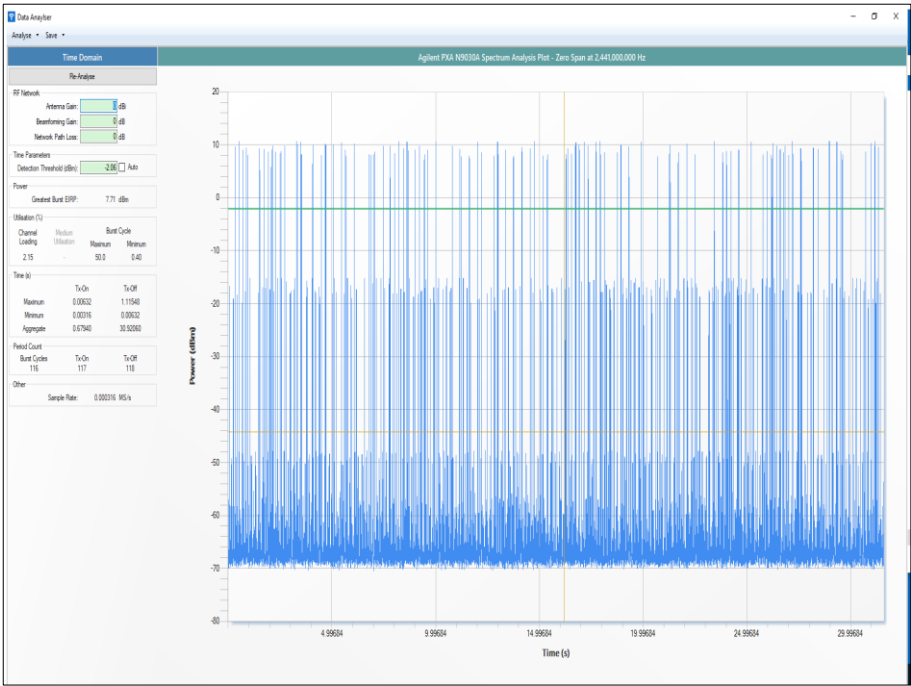 Data Anaylser
Analyse Save
Time Domain
Agilent PXA N9030A Spectrum Analysis Plot - Zero Span at 2,441,000,000 Hz
Re-Analyse
RF Network
Antenna Gain: 0 dBi
Beamforming Gain: 0 dB
Network Path Loss: 0 dB
Time Parameters
Detection Threshold (dBm): -2.06 Auto
Power
Greatest Burst EIRP: 7.71 dBm
Utilisation (%)
Channel Loading Medium Utilisation Burst Cycle
Maximum Minimum
2.15 - 50.0 0.40
Time (s)
Tx-On Tx-Off
Maximum 0.00632 1.11548
Minimum 0.00316 0.00632
Aggregate 0.67940 30.92060
Period Count
Burst Cycles Tx-On Tx-Off
116 117 118
Other
Sample Rate: 0.000316 MS/s
20
10
0
-10
-20
-30
-40
-50
-60
-70
-80
Power (dBm)
4.99684 9.99684 14.99684 19.99684 24.99684 29.99684
Time (s)